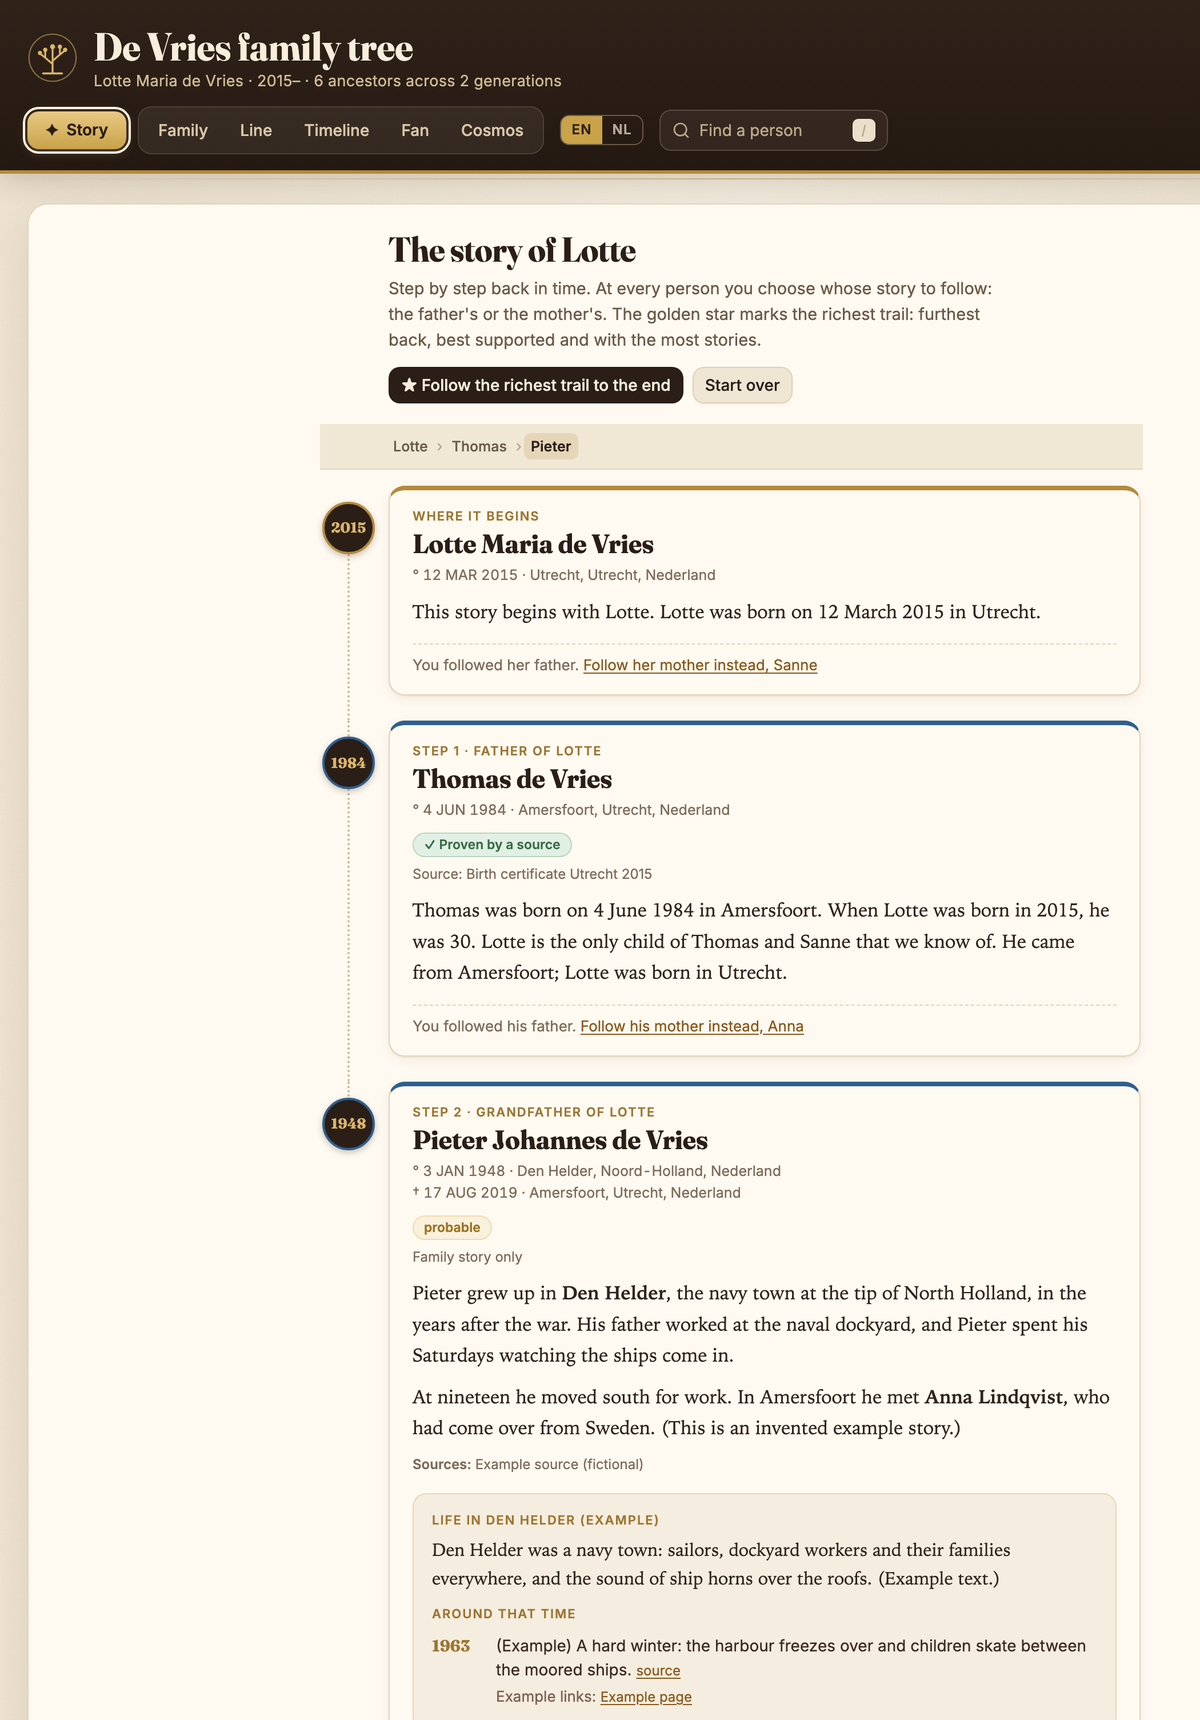 De Vries family tree
Lotte Maria de Vries · 2015– · 6 ancestors across 2 generations
✦ Story
Family
Line
Timeline
Fan
Cosmos
EN
NL
Find a person
/
The story of Lotte
Step by step back in time. At every person you choose whose story to follow:
the father's or the mother's. The golden star marks the richest trail: furthest
back, best supported and with the most stories.
★ Follow the richest trail to the end
Start over
Lotte › Thomas › Pieter
2015
WHERE IT BEGINS
Lotte Maria de Vries
° 12 MAR 2015 · Utrecht, Utrecht, Nederland
This story begins with Lotte. Lotte was born on 12 March 2015 in Utrecht.
You followed her father. Follow her mother instead, Sanne
1984
STEP 1 · FATHER OF LOTTE
Thomas de Vries
° 4 JUN 1984 · Amersfoort, Utrecht, Nederland
✓ Proven by a source
Source: Birth certificate Utrecht 2015
Thomas was born on 4 June 1984 in Amersfoort. When Lotte was born in 2015, he
was 30. Lotte is the only child of Thomas and Sanne that we know of. He came
from Amersfoort; Lotte was born in Utrecht.
You followed his father. Follow his mother instead, Anna
1948
STEP 2 · GRANDFATHER OF LOTTE
Pieter Johannes de Vries
° 3 JAN 1948 · Den Helder, Noord-Holland, Nederland
† 17 AUG 2019 · Amersfoort, Utrecht, Nederland
probable
Family story only
Pieter grew up in Den Helder, the navy town at the tip of North Holland, in the
years after the war. His father worked at the naval dockyard, and Pieter spent his
Saturdays watching the ships come in.
At nineteen he moved south for work. In Amersfoort he met Anna Lindqvist, who
had come over from Sweden. (This is an invented example story.)
Sources: Example source (fictional)
LIFE IN DEN HELDER (EXAMPLE)
Den Helder was a navy town: sailors, dockyard workers and their families
everywhere, and the sound of ship horns over the roofs. (Example text.)
AROUND THAT TIME
1963
(Example) A hard winter: the harbour freezes over and children skate between
the moored ships. source
Example links: Example page